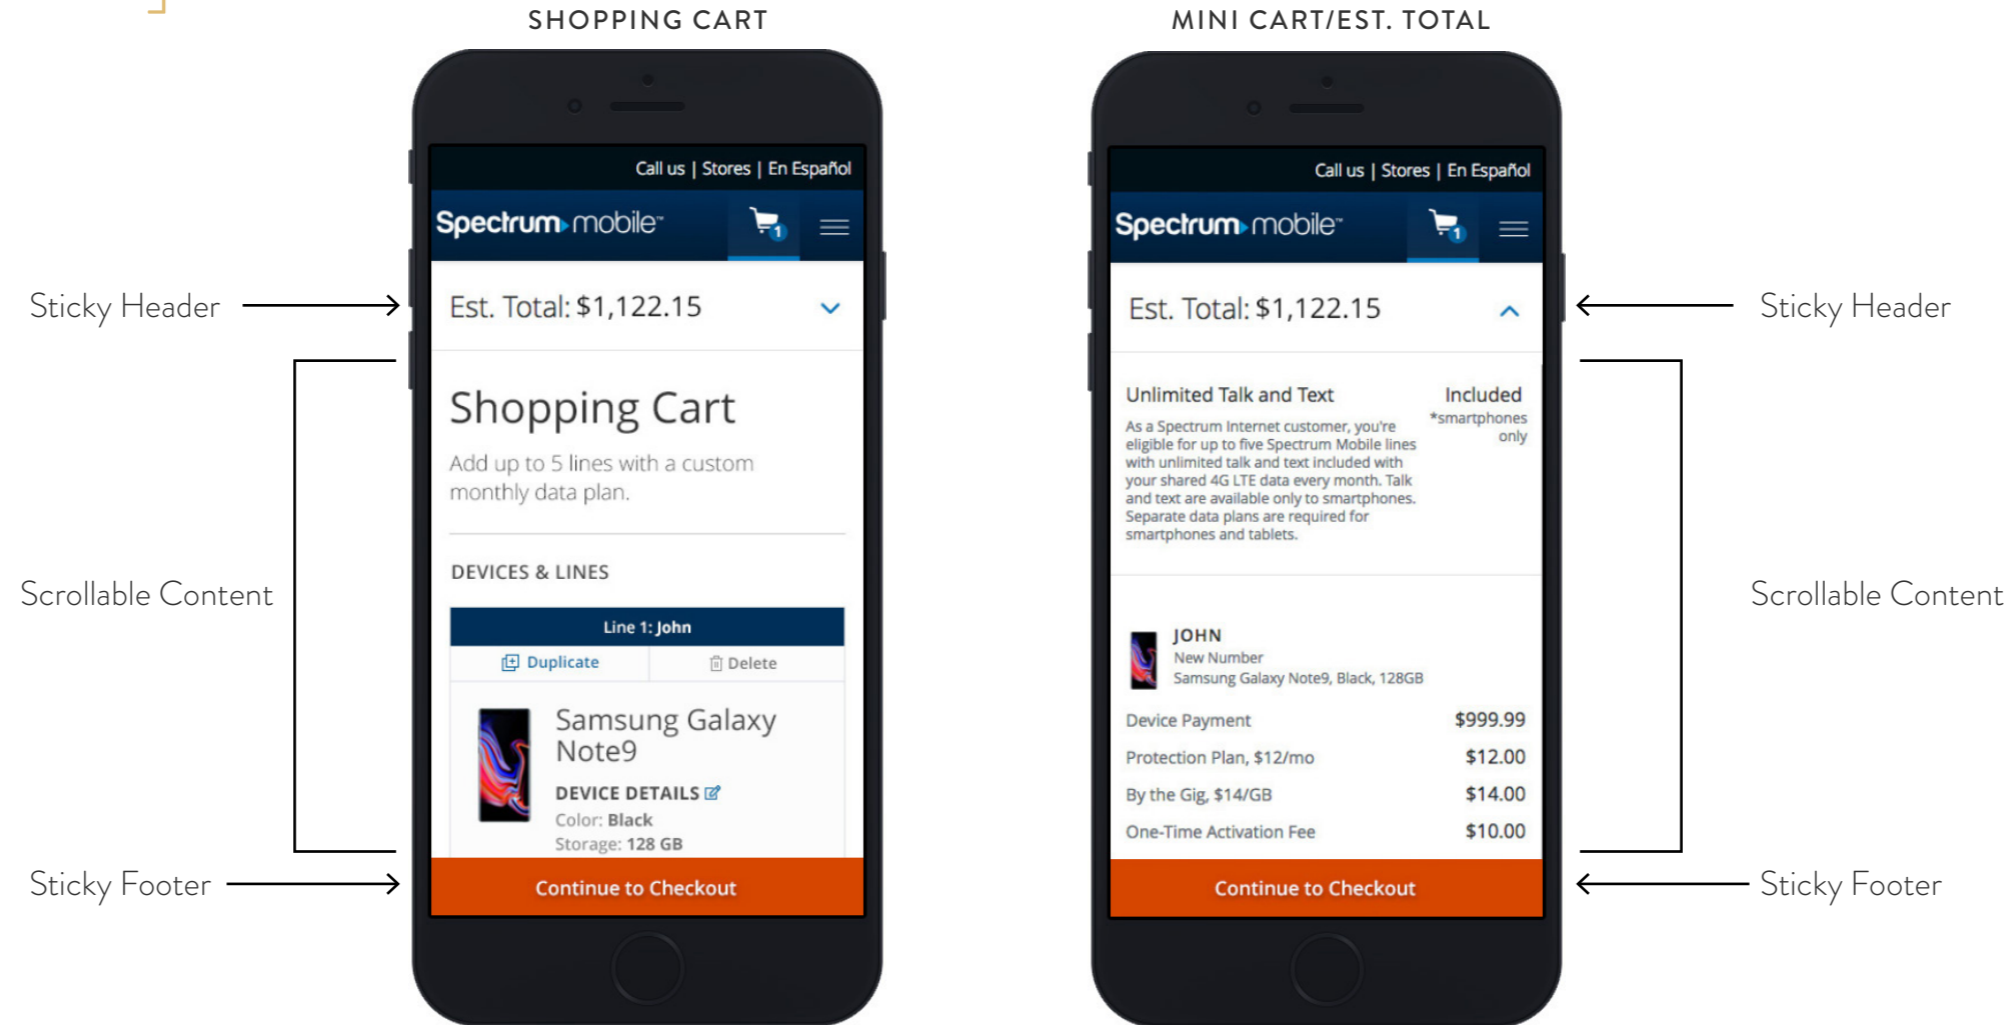 SHOPPING CART
Call us | Stores | En Español
Spectrum mobile™
1
Sticky Header
Est. Total: $1,122.15
Shopping Cart
Add up to 5 lines with a custom
monthly data plan.
Scrollable Content
DEVICES & LINES
Line 1: John
Duplicate
Delete
Samsung Galaxy
Note9
DEVICE DETAILS
Color: Black
Storage: 128 GB
Sticky Footer
Continue to Checkout
MINI CART/EST. TOTAL
Call us | Stores | En Español
Spectrum mobile™
1
Est. Total: $1,122.15
Sticky Header
Unlimited Talk and Text
Included
*smartphones
only
As a Spectrum Internet customer, you're
eligible for up to five Spectrum Mobile lines
with unlimited talk and text included with
your shared 4G LTE data every month. Talk
and text are available only to smartphones.
Separate data plans are required for
smartphones and tablets.
Scrollable Content
JOHN
New Number
Samsung Galaxy Note9, Black, 128GB
Device Payment $999.99
Protection Plan, $12/mo $12.00
By the Gig, $14/GB $14.00
One-Time Activation Fee $10.00
Continue to Checkout
Sticky Footer